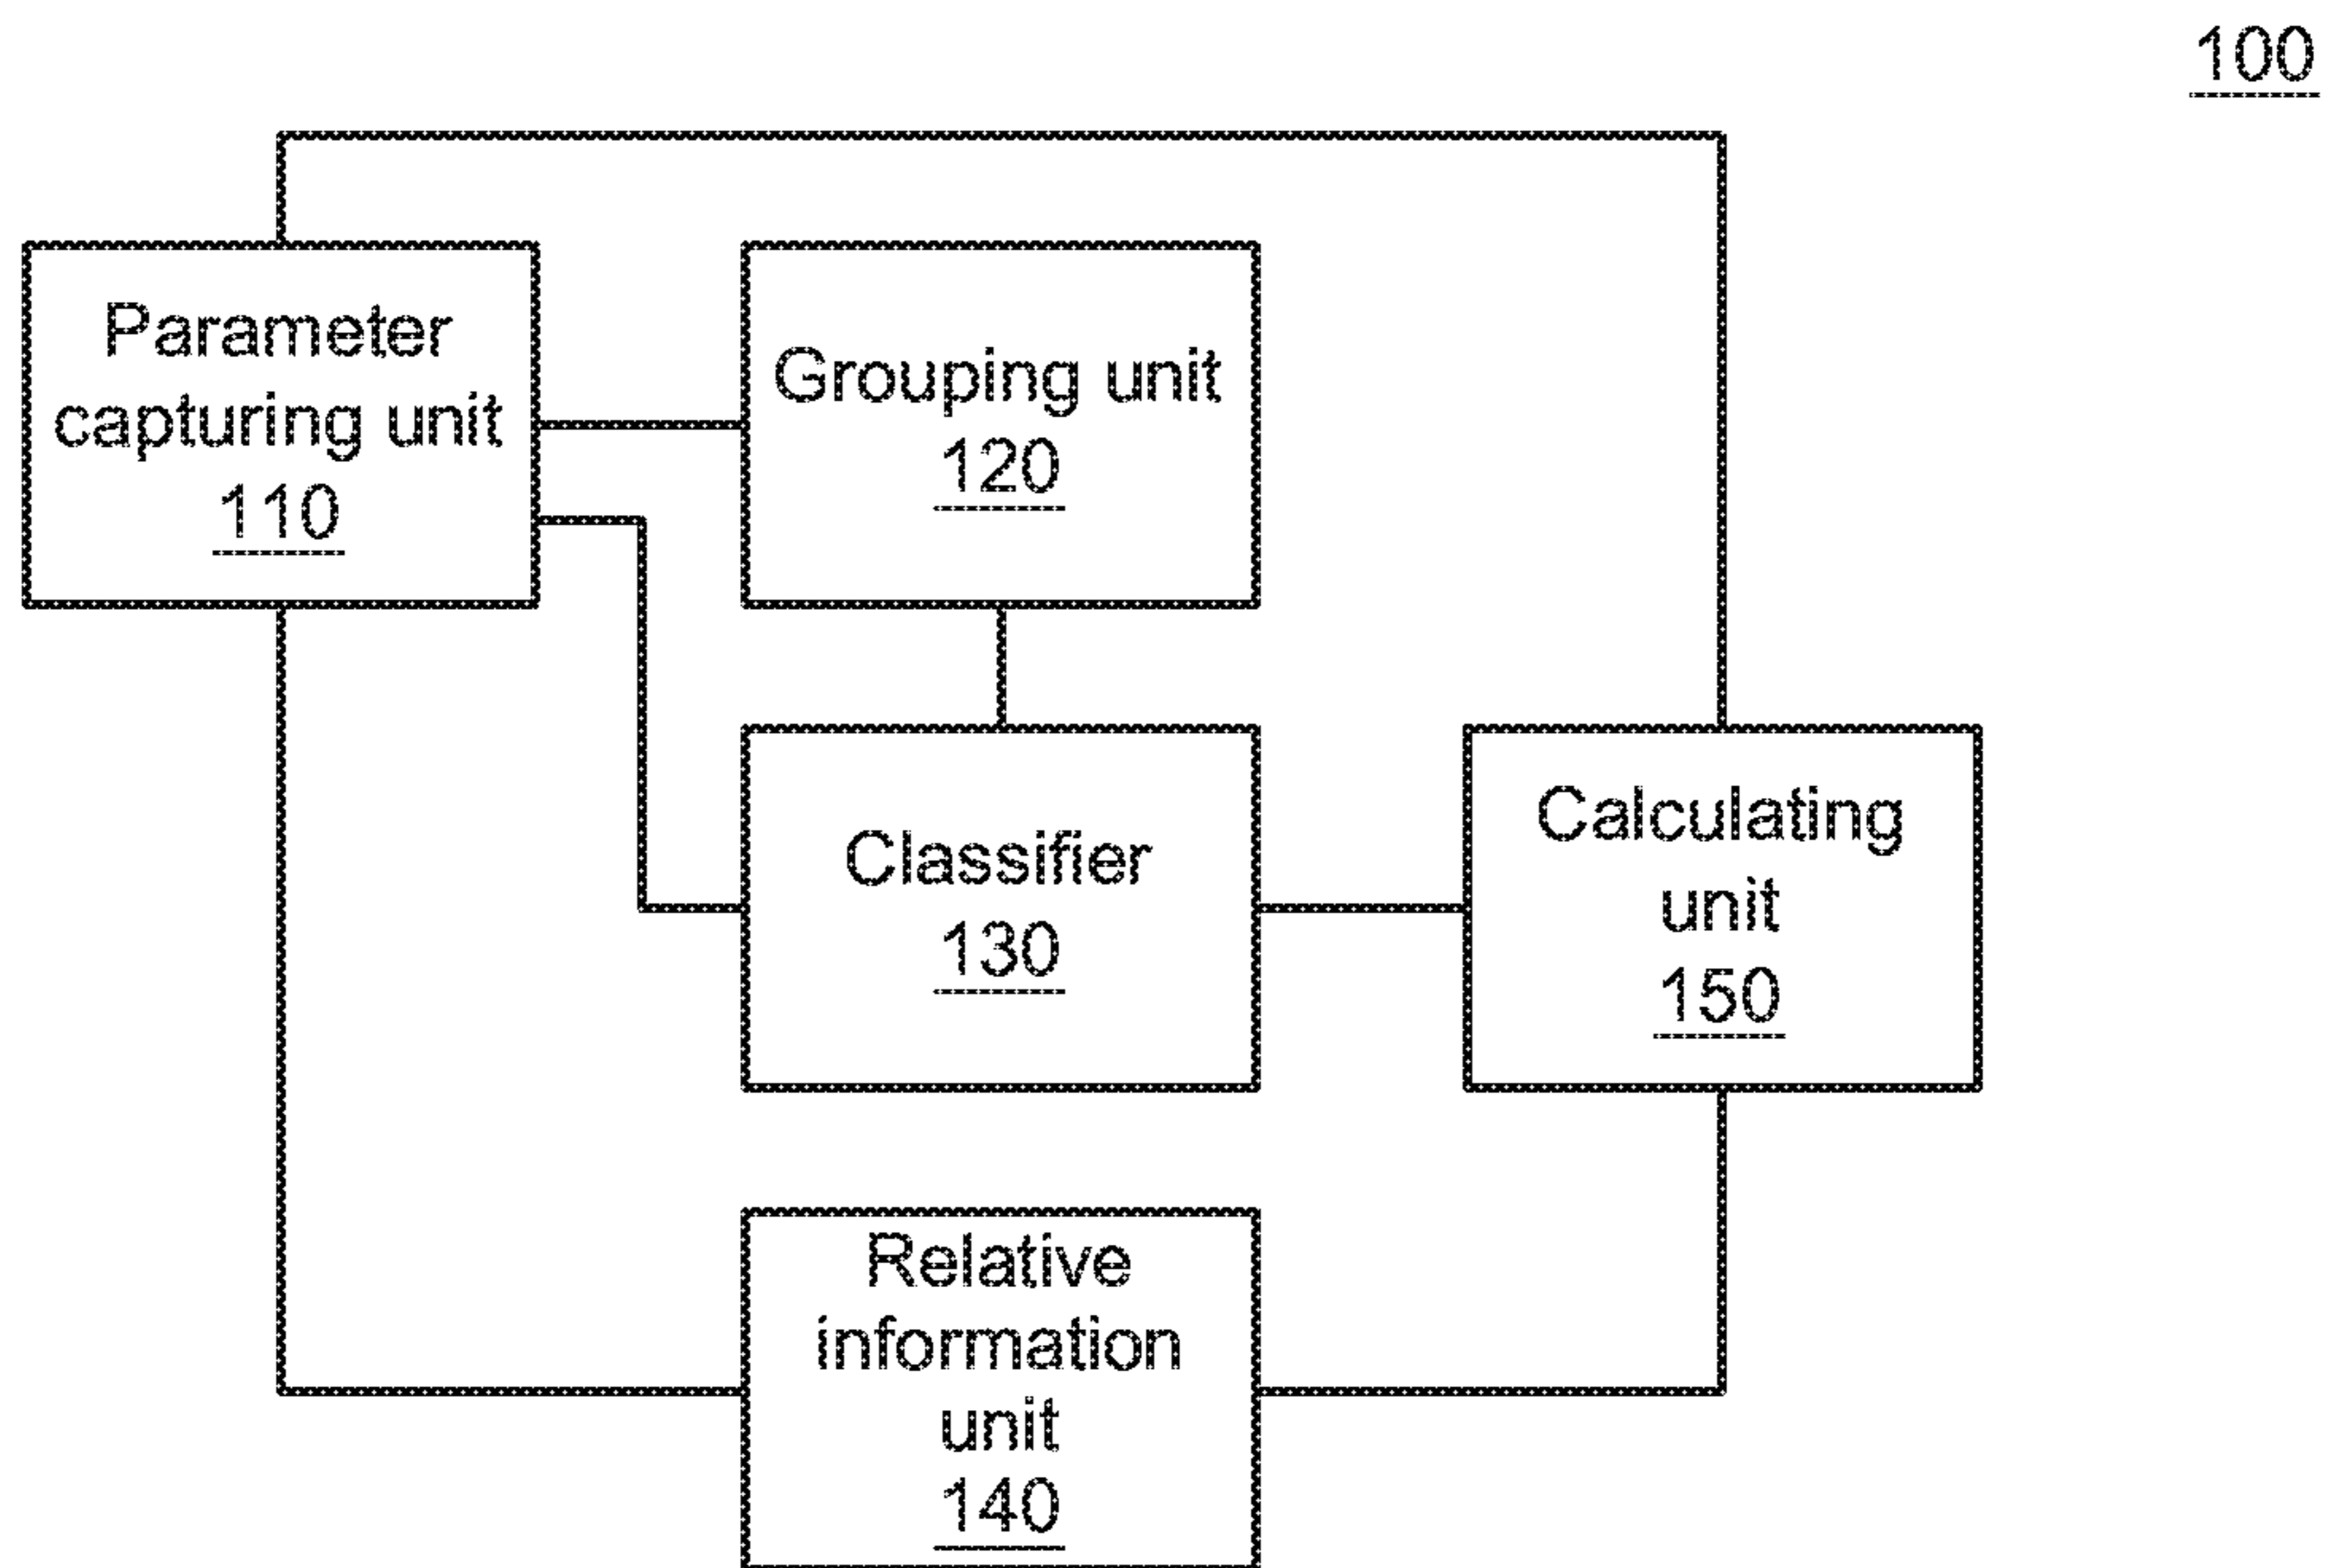 100
Parameter
capturing unit
110
Grouping unit
120
Classifier
130
Calculating
unit
150
Relative
information
unit
140